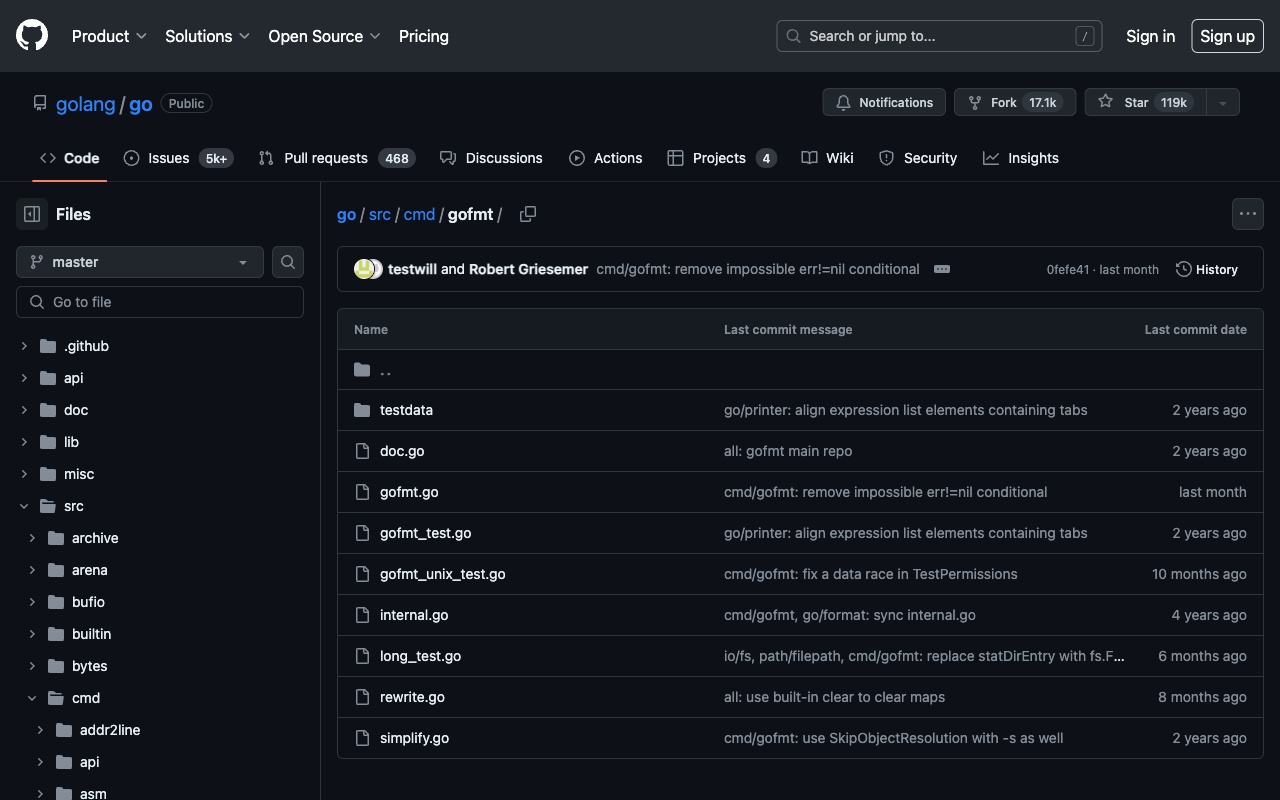 Product Solutions Open Source Pricing Search or jump to... / Sign in Sign up
golang / go Public Notifications Fork 17.1k Star 119k
Code Issues 5k+ Pull requests 468 Discussions Actions Projects 4 Wiki Security Insights
Files
master
Go to file
.github
api
doc
lib
misc
src
archive
arena
bufio
builtin
bytes
cmd
addr2line
api
asm
go / src / cmd / gofmt /
testwill and Robert Griesemer cmd/gofmt: remove impossible err!=nil conditional 0fefe41 · last month History
Name Last commit message Last commit date
..
testdata go/printer: align expression list elements containing tabs 2 years ago
doc.go all: gofmt main repo 2 years ago
gofmt.go cmd/gofmt: remove impossible err!=nil conditional last month
gofmt_test.go go/printer: align expression list elements containing tabs 2 years ago
gofmt_unix_test.go cmd/gofmt: fix a data race in TestPermissions 10 months ago
internal.go cmd/gofmt, go/format: sync internal.go 4 years ago
long_test.go io/fs, path/filepath, cmd/gofmt: replace statDirEntry with fs.F... 6 months ago
rewrite.go all: use built-in clear to clear maps 8 months ago
simplify.go cmd/gofmt: use SkipObjectResolution with -s as well 2 years ago